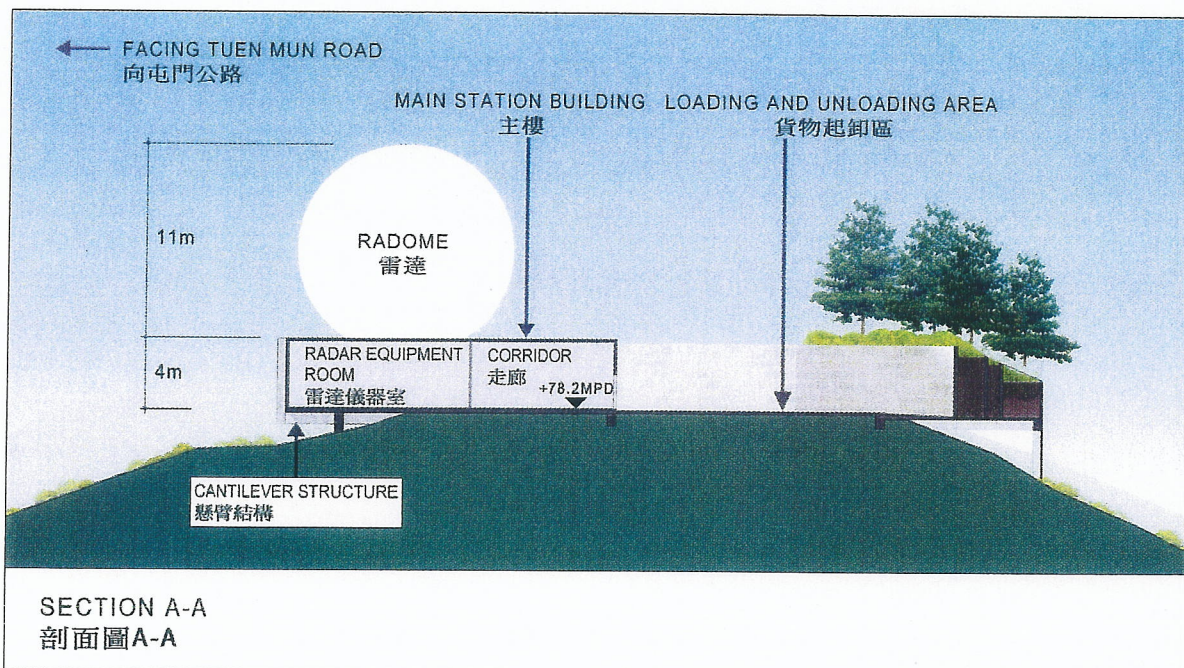 FACING TUEN MUN ROAD
向屯門公路
MAIN STATION BUILDING
主樓
LOADING AND UNLOADING AREA
貨物起卸區
11m
RADOME
雷達
4m
RADAR EQUIPMENT
ROOM
雷達儀器室
CORRIDOR
走廊
+78.2MPD
CANTILEVER STRUCTURE
懸臂結構
SECTION A-A
剖面圖A-A